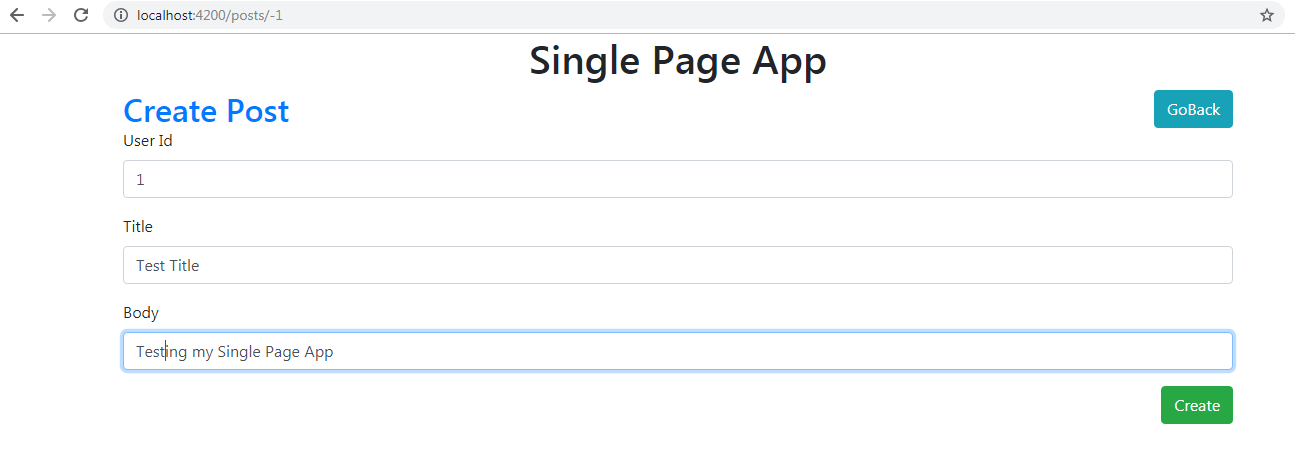 localhost:4200/posts/-1
Single Page App
Create Post
GoBack
User Id
1
Title
Test Title
Body
Testing my Single Page App
Create